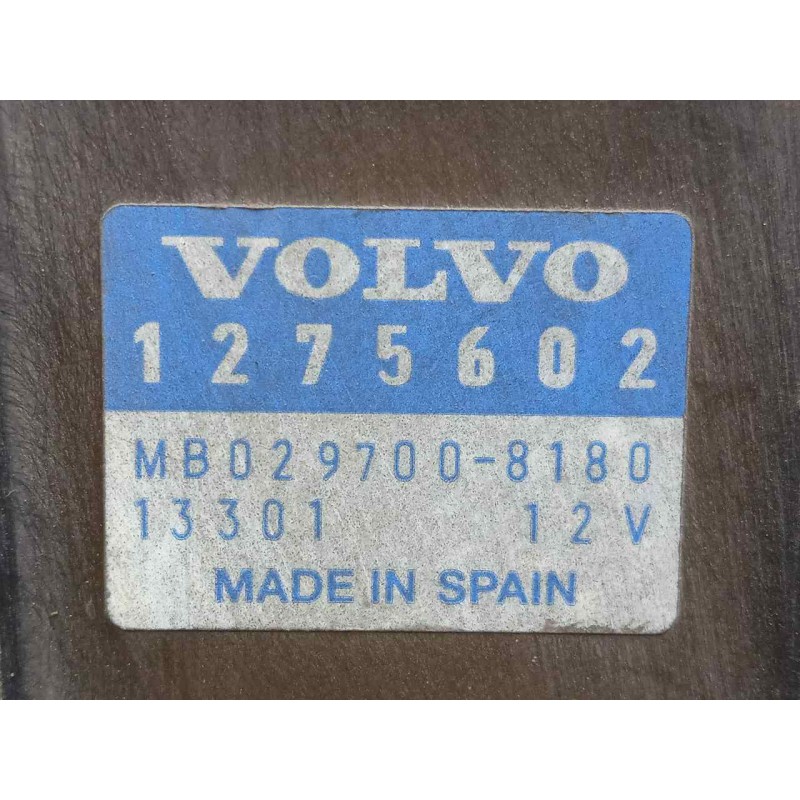 VOLVO
1275602
MB029700-8180
13301 12V
MADE IN SPAIN